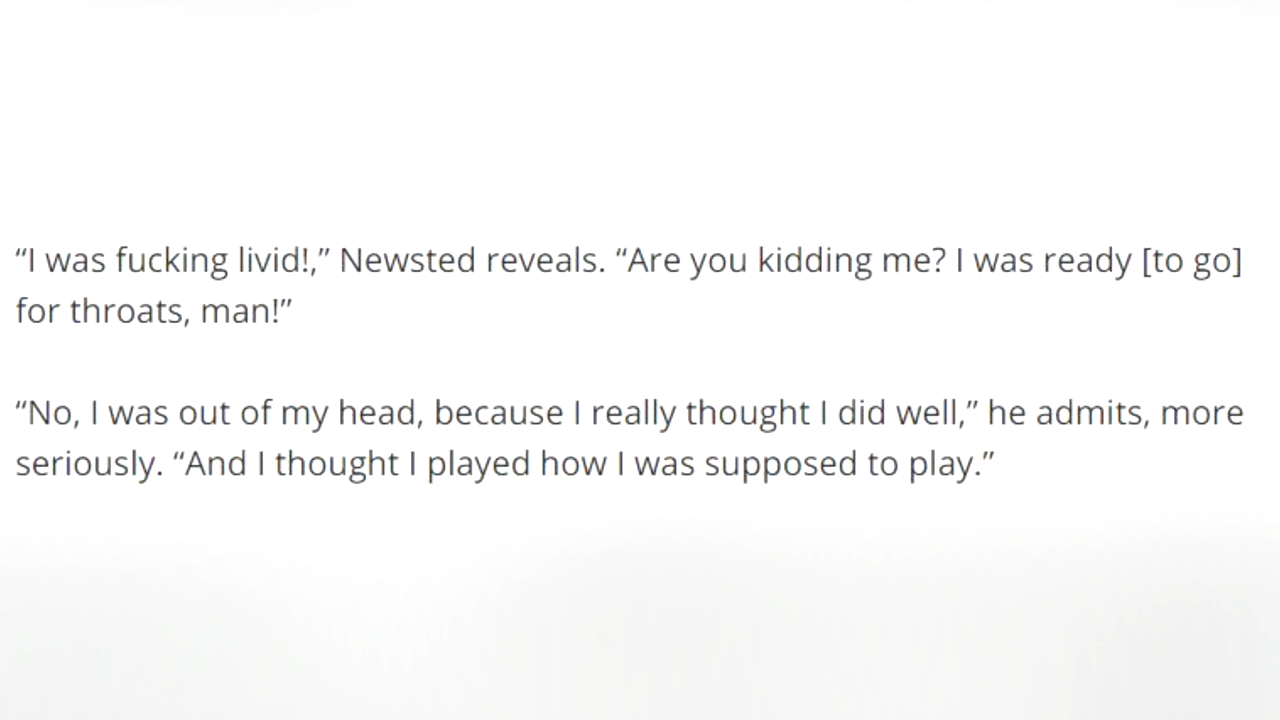 “I was fucking livid!,” Newsted reveals. “Are you kidding me? I was ready [to go]
for throats, man!”
“No, I was out of my head, because I really thought I did well,” he admits, more
seriously. “And I thought I played how I was supposed to play.”